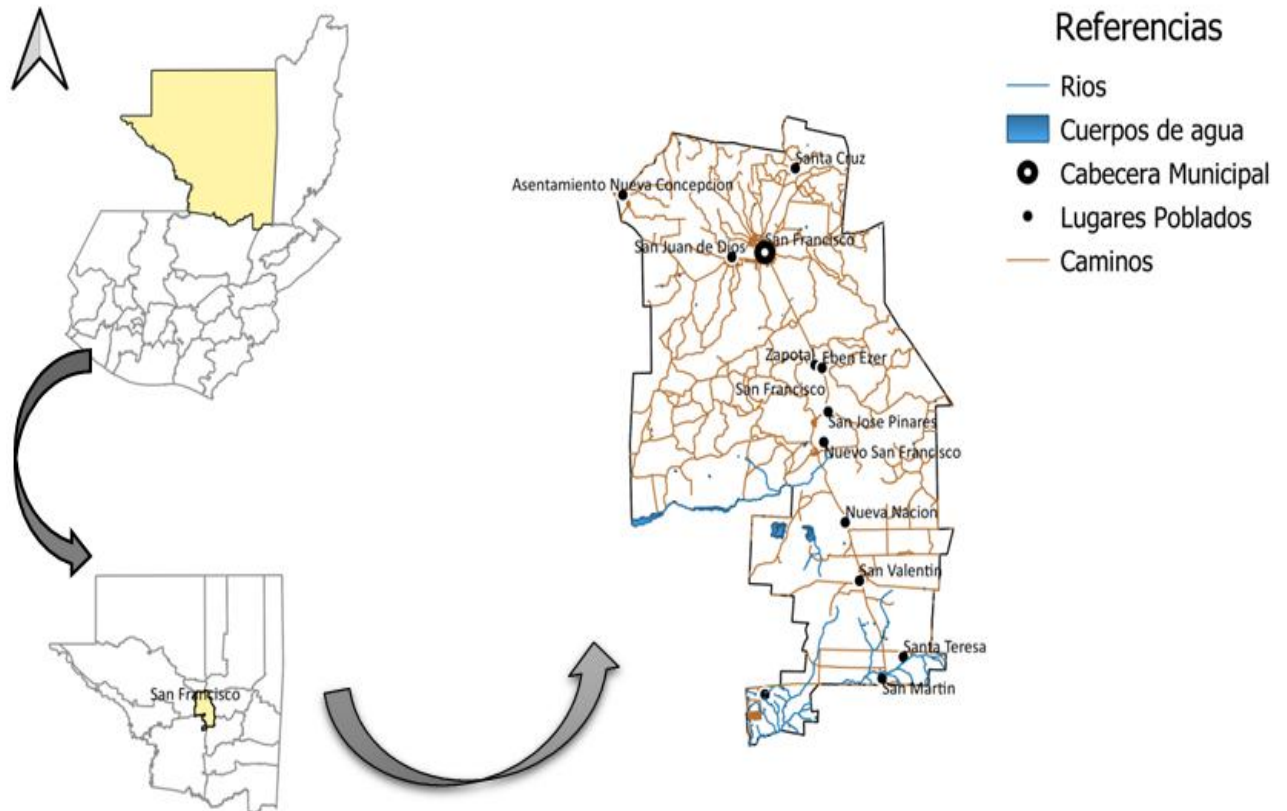 Referencias
Rios
Cuerpos de agua
Cabecera Municipal
Lugares Poblados
Caminos
Santa Cruz
Asentamiento Nueva Concepcion
San Francisco
San Juan de Dios
Zapotal
Eben Ezer
San Francisco
San Jose Pinares
Nuevo San Francisco
Nueva Nacion
San Valentin
Santa Teresa
San Martin
San Francisco